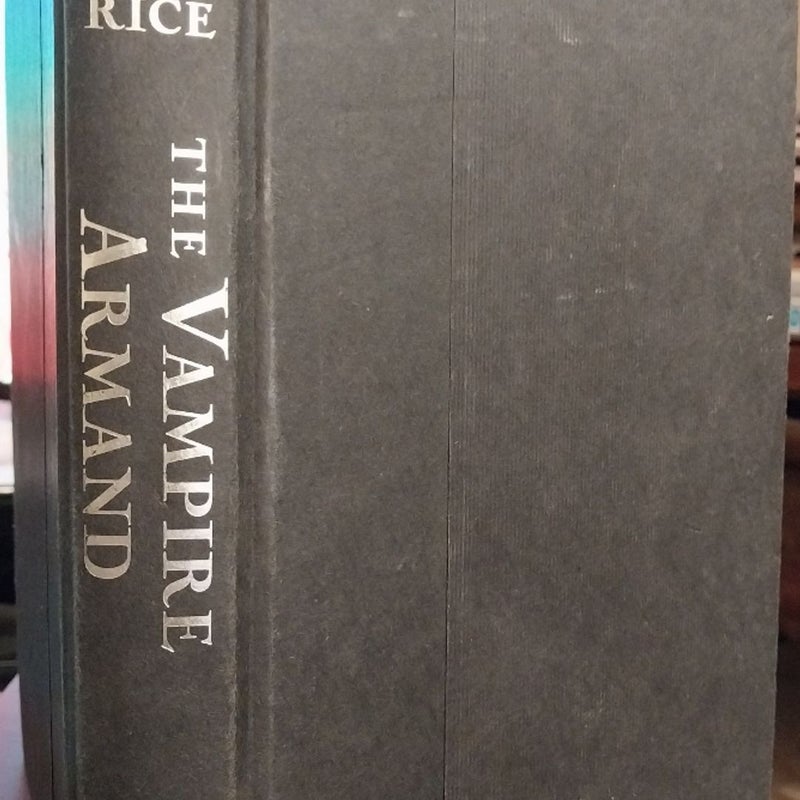 RICE
THE VAMPIRE
ARMAND